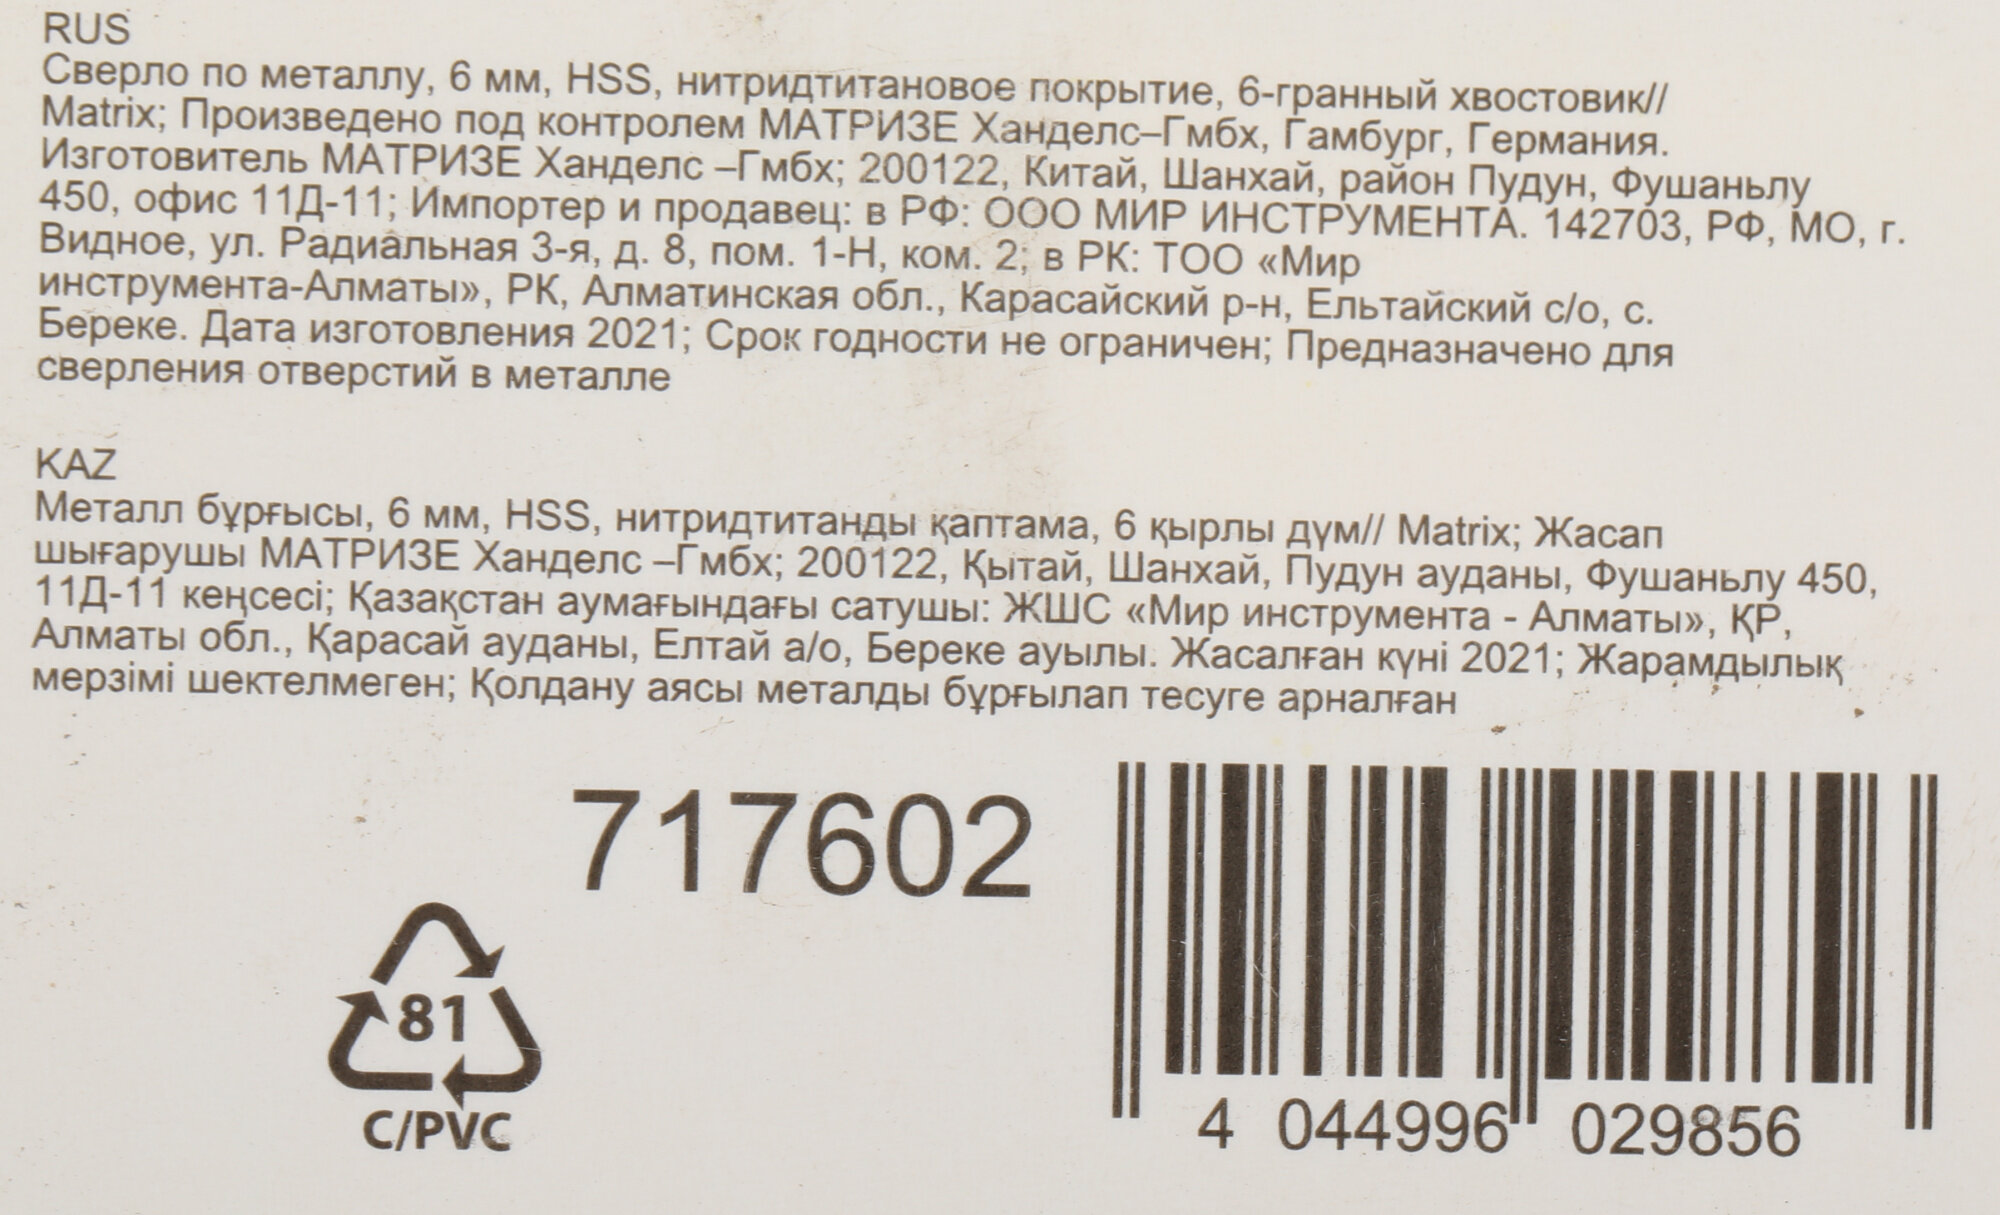 RUS
Сверло по металлу, 6 мм, HSS, нитридтитановое покрытие, 6-гранный хвостовик//
Matrix; Произведено под контролем МАТРИЗЕ Ханделс–Гмбх, Гамбург, Германия.
Изготовитель МАТРИЗЕ Ханделс –Гмбх; 200122, Китай, Шанхай, район Пудун, Фушаньлу
450, офис 11Д-11; Импортер и продавец: в РФ: ООО МИР ИНСТРУМЕНТА. 142703, РФ, МО, г.
Видное, ул. Радиальная 3-я, д. 8, пом. 1-Н, ком. 2; в РК: ТОО «Мир
инструмента-Алматы», РК, Алматинская обл., Карасайский р-н, Ельтайский с/о, с.
Береке. Дата изготовления 2021; Срок годности не ограничен; Предназначено для
сверления отверстий в металле
KAZ
Металл бұрғысы, 6 мм, HSS, нитридтитанды қаптама, 6 қырлы дүм// Matrix; Жасап
шығарушы МАТРИЗЕ Ханделс –Гмбх; 200122, Қытай, Шанхай, Пудун ауданы, Фушаньлу 450,
11Д-11 кеңсесі; Қазақстан аумағындағы сатушы: ЖШС «Мир инструмента - Алматы», ҚР,
Алматы обл., Қарасай ауданы, Елтай а/о, Береке ауылы. Жасалған күні 2021; Жарамдылық
мерзімі шектелмеген; Қолдану аясы металды бұрғылап тесуге арналған
717602
81
C/PVC
4 044996 029856